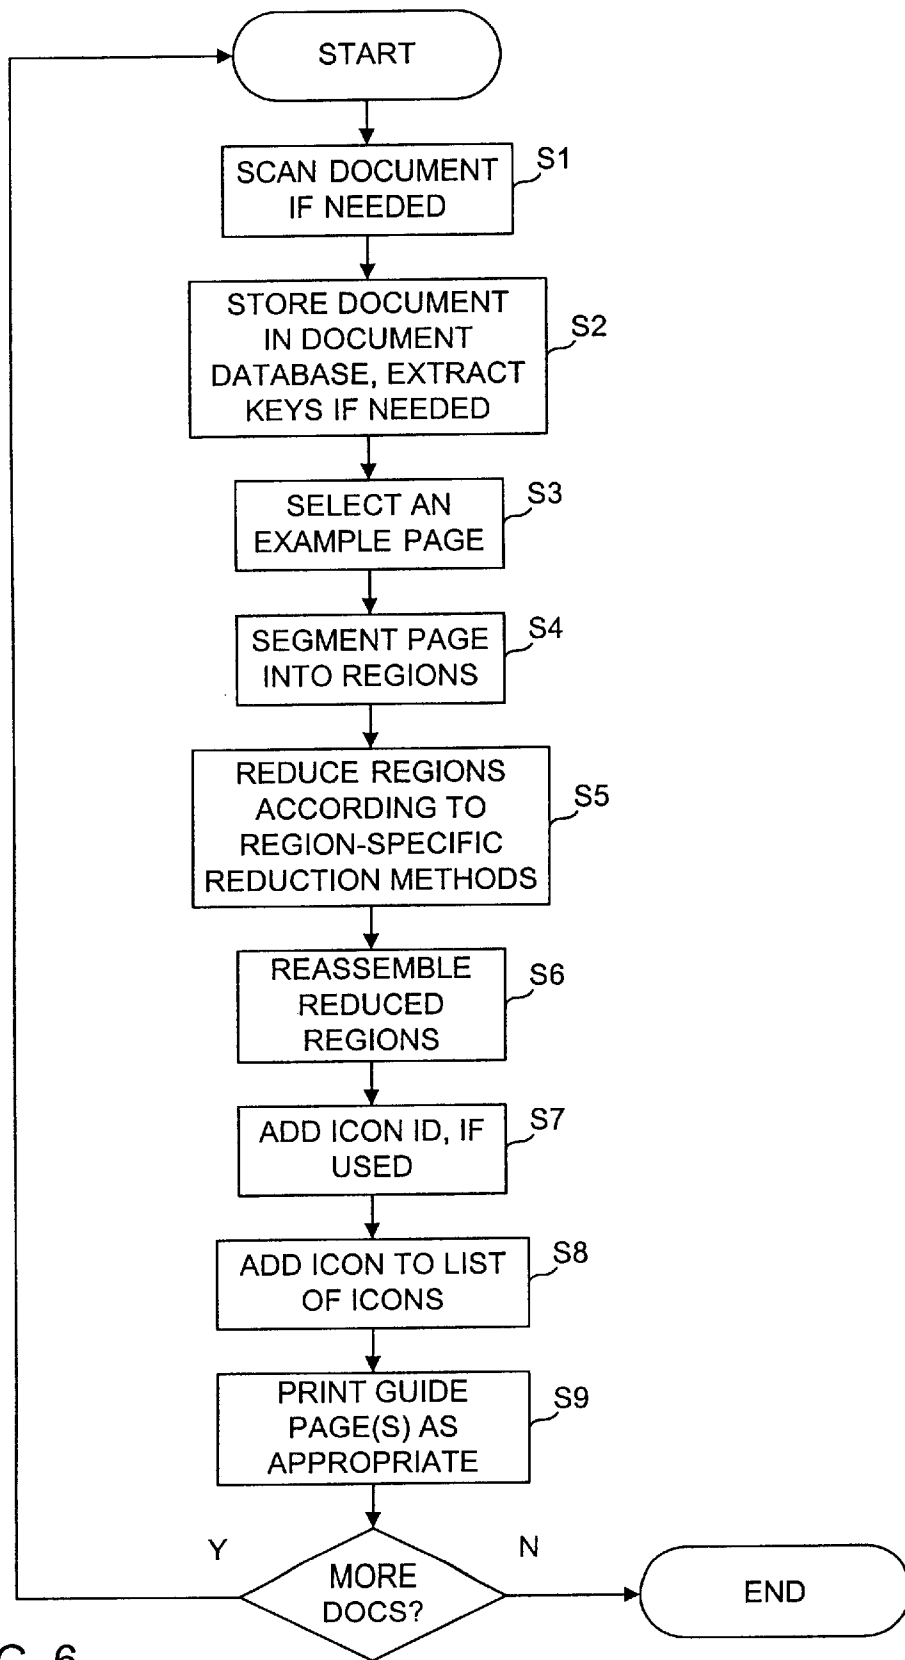 START
SCAN DOCUMENT
IF NEEDED
S1
STORE DOCUMENT
IN DOCUMENT
DATABASE, EXTRACT
KEYS IF NEEDED
S2
SELECT AN
EXAMPLE PAGE
S3
SEGMENT PAGE
INTO REGIONS
S4
REDUCE REGIONS
ACCORDING TO
REGION-SPECIFIC
REDUCTION METHODS
S5
REASSEMBLE
REDUCED
REGIONS
S6
ADD ICON ID, IF
USED
S7
ADD ICON TO LIST
OF ICONS
S8
PRINT GUIDE
PAGE(S) AS
APPROPRIATE
S9
Y
N
MORE
DOCS?
END
6